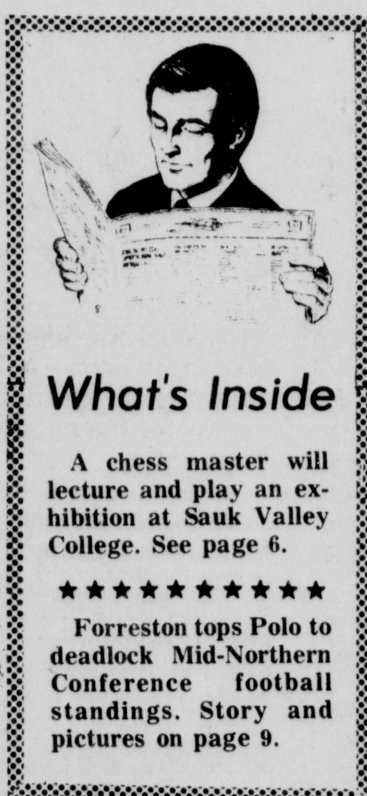 What's Inside
A chess master will
lecture and play an ex-
hibition at Sauk Valley
College. See page 6.
★★★★★★★★★★
Forreston tops Polo to
deadlock Mid-Northern
Conference football
standings. Story and
pictures on page 9.